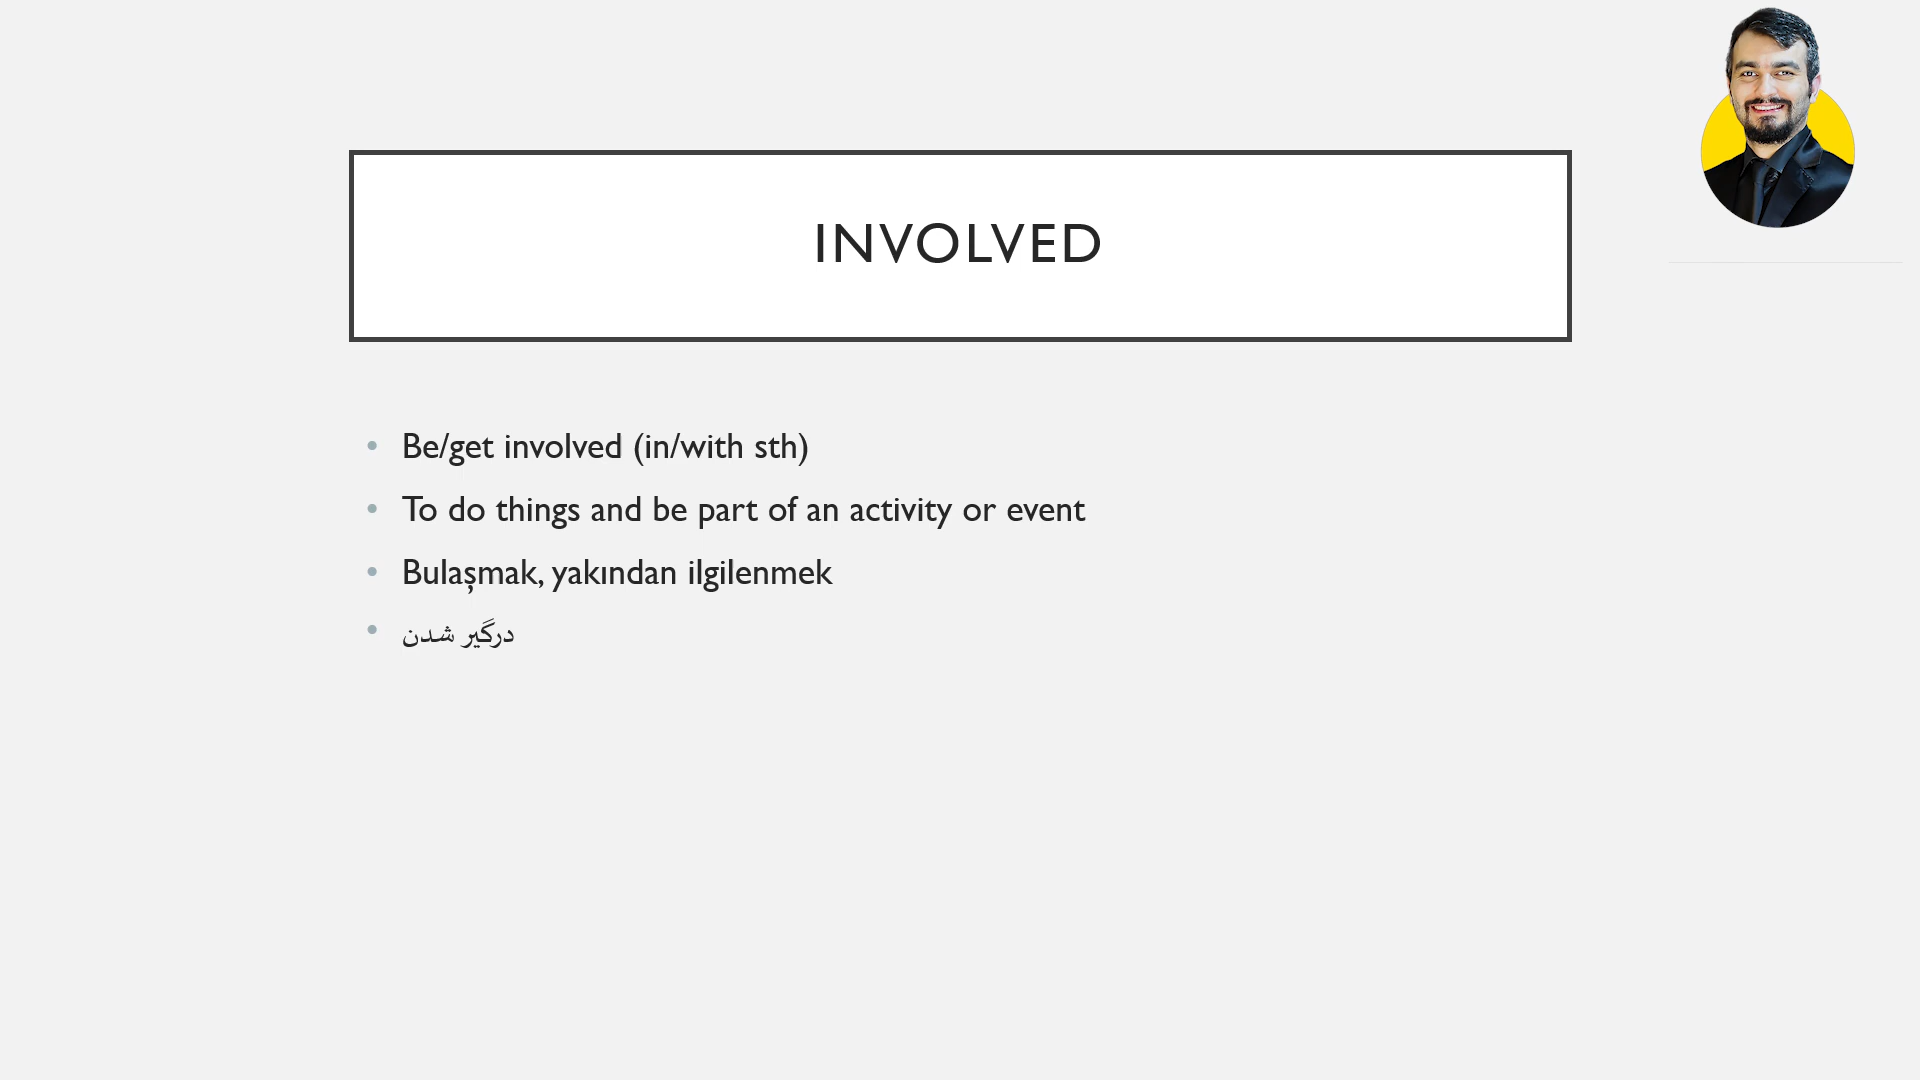 INVOLVED
Be/get involved (in/with sth)
To do things and be part of an activity or event
Bulaşmak, yakından ilgilenmek
درگیر شدن